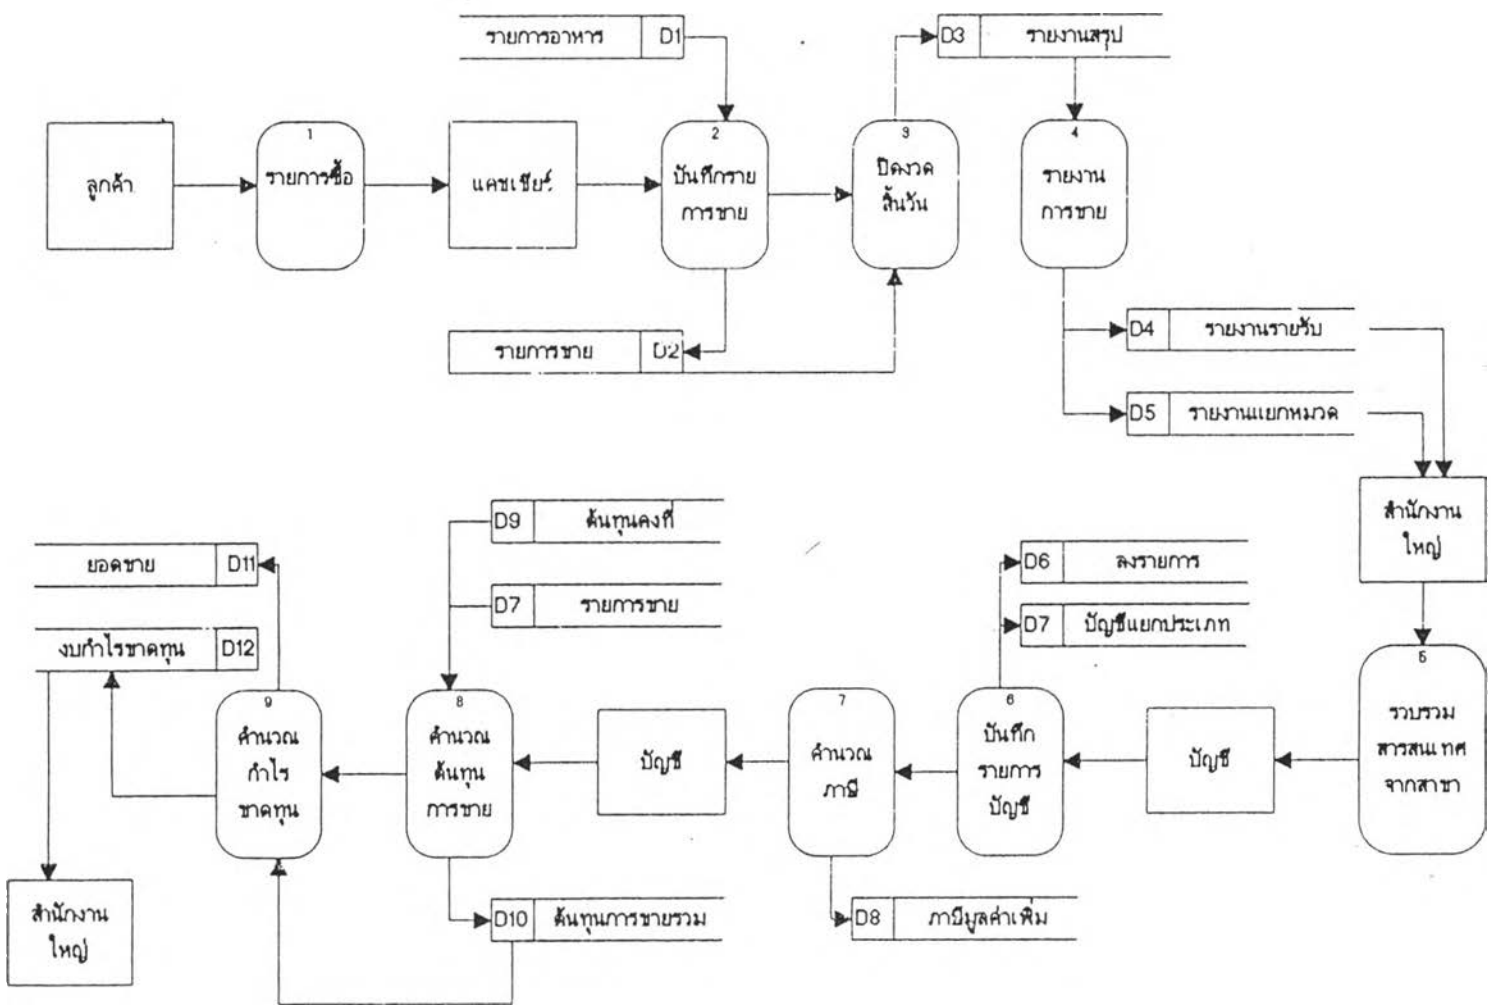 รายการอาหาร D1
D3 รายงานสรุป
ลูกค้า
1
รายการซื้อ
แคชเชียร์
2
บันทึกราย
การขาย
3
ปิดงวด
สิ้นวัน
4
รายงาน
การขาย
รายการขาย D2
D4 รายงานรายรับ
D5 รายงานแยกหมวด
สำนักงาน
ใหญ่
D9 ต้นทุนคงที่
D7 รายการขาย
D6 ลงรายการ
D7 บัญชีแยกประเภท
ยอดขาย D11
งบกำไรขาดทุน D12
9
คำนวณ
กำไร
ขาดทุน
8
คำนวณ
ต้นทุน
การขาย
บัญชี
7
คำนวณ
ภาษี
6
บันทึก
รายการ
บัญชี
บัญชี
5
รวบรวม
สารสนเทศ
จากสาขา
สำนักงาน
ใหญ่
D10 ต้นทุนการขายรวม
D8 ภาษีมูลค่าเพิ่ม